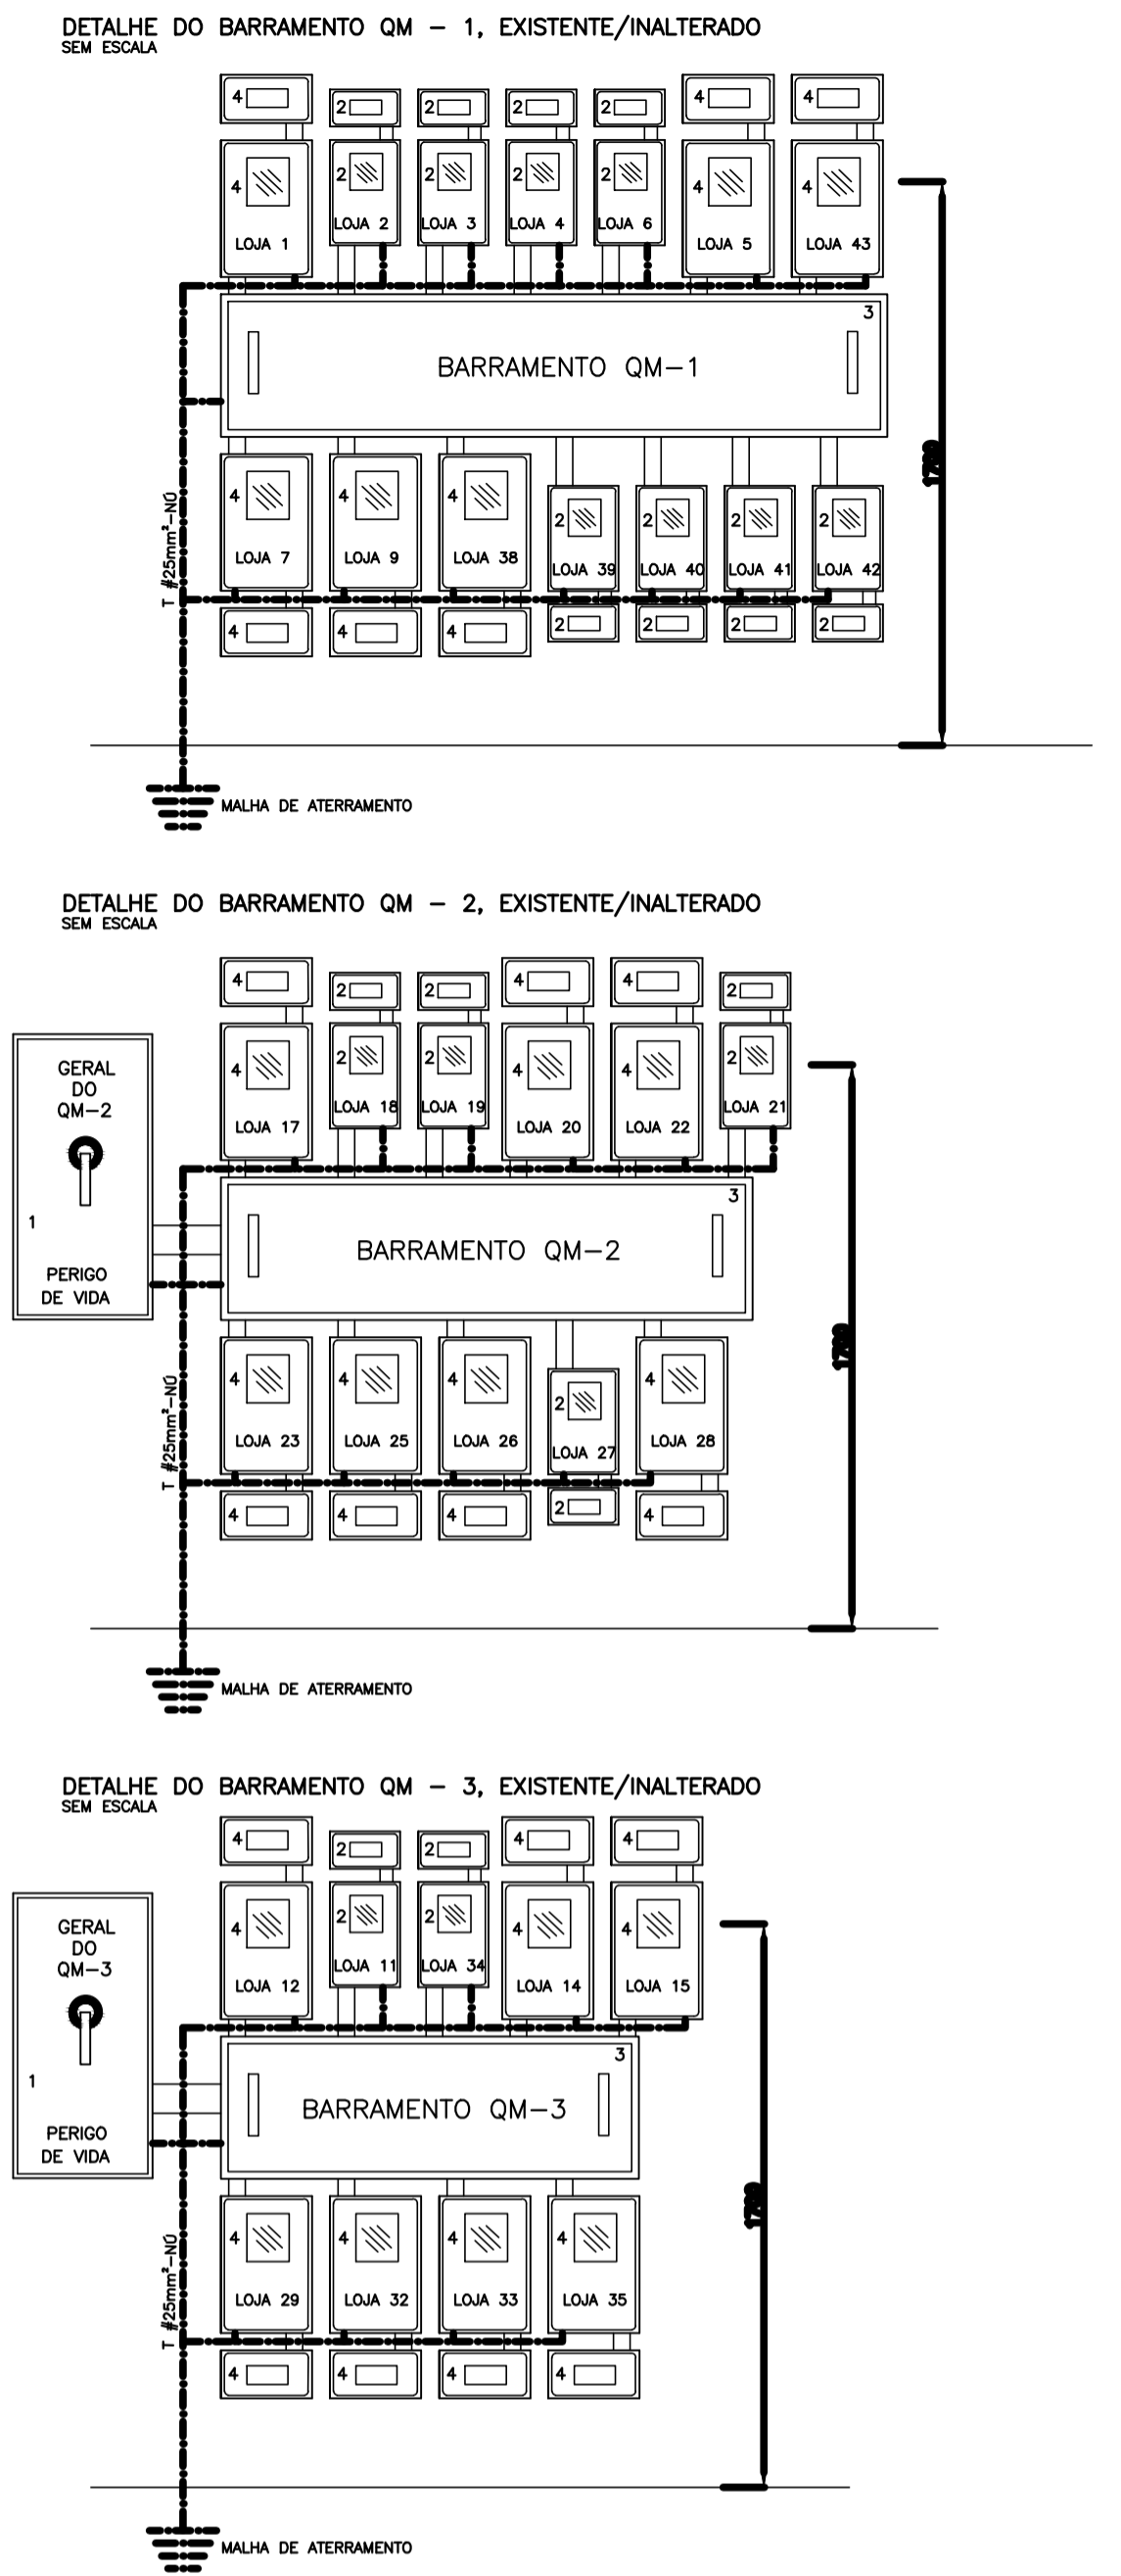 DETALHE DO BARRAMENTO QM - 1, EXISTENTE/INALTERADO
SEM ESCALA
4 2 2 2 2 4 4
4 2 2 2 2 4 4
LOJA 2 LOJA 3 LOJA 4 LOJA 6
LOJA 1 LOJA 5 LOJA 43
3
BARRAMENTO QM-1
4 4 4 2 2 2 2
LOJA 7 LOJA 9 LOJA 38 LOJA 39 LOJA 40 LOJA 41 LOJA 42
4 4 4 2 2 2 2
T #25mm²-NÚ
MALHA DE ATERRAMENTO
DETALHE DO BARRAMENTO QM - 2, EXISTENTE/INALTERADO
SEM ESCALA
4 2 2 4 4 2
4 2 2 4 4 2
LOJA 18 LOJA 19 LOJA 21
LOJA 17 LOJA 20 LOJA 22
GERAL
DO
QM-2
1
PERIGO
DE VIDA
3
BARRAMENTO QM-2
4 4 4 2 4
LOJA 23 LOJA 25 LOJA 26 LOJA 27 LOJA 28
4 4 4 2 4
T #25mm²-NÚ
MALHA DE ATERRAMENTO
DETALHE DO BARRAMENTO QM - 3, EXISTENTE/INALTERADO
SEM ESCALA
4 2 2 4 4
4 2 2 4 4
LOJA 11 LOJA 34
LOJA 12 LOJA 14 LOJA 15
GERAL
DO
QM-3
1
PERIGO
DE VIDA
3
BARRAMENTO QM-3
4 4 4 4
LOJA 29 LOJA 32 LOJA 33 LOJA 35
4 4 4 4
T #25mm²-NÚ
MALHA DE ATERRAMENTO